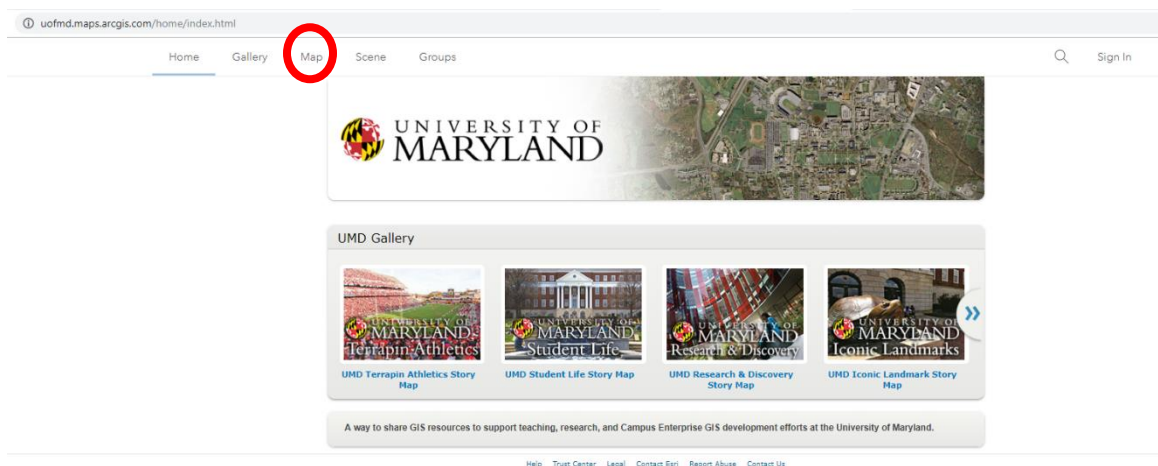 uofmd.maps.arcgis.com/home/index.html
Home Gallery Map Scene Groups Sign In
UNIVERSITY OF
MARYLAND
UMD Gallery
UNIVERSITY OF
MARYLAND
Terrapin Athletics
UNIVERSITY OF
MARYLAND
Student Life
UNIVERSITY OF
MARYLAND
Research & Discovery
UNIVERSITY OF
MARYLAND
Iconic Landmarks
»
UMD Terrapin Athletics Story
Map
UMD Student Life Story Map
UMD Research & Discovery
Story Map
UMD Iconic Landmark Story
Map
A way to share GIS resources to support teaching, research, and Campus Enterprise GIS development efforts at the University of Maryland.
Help Trust Center Legal Contact Esri Report Abuse Contact Us